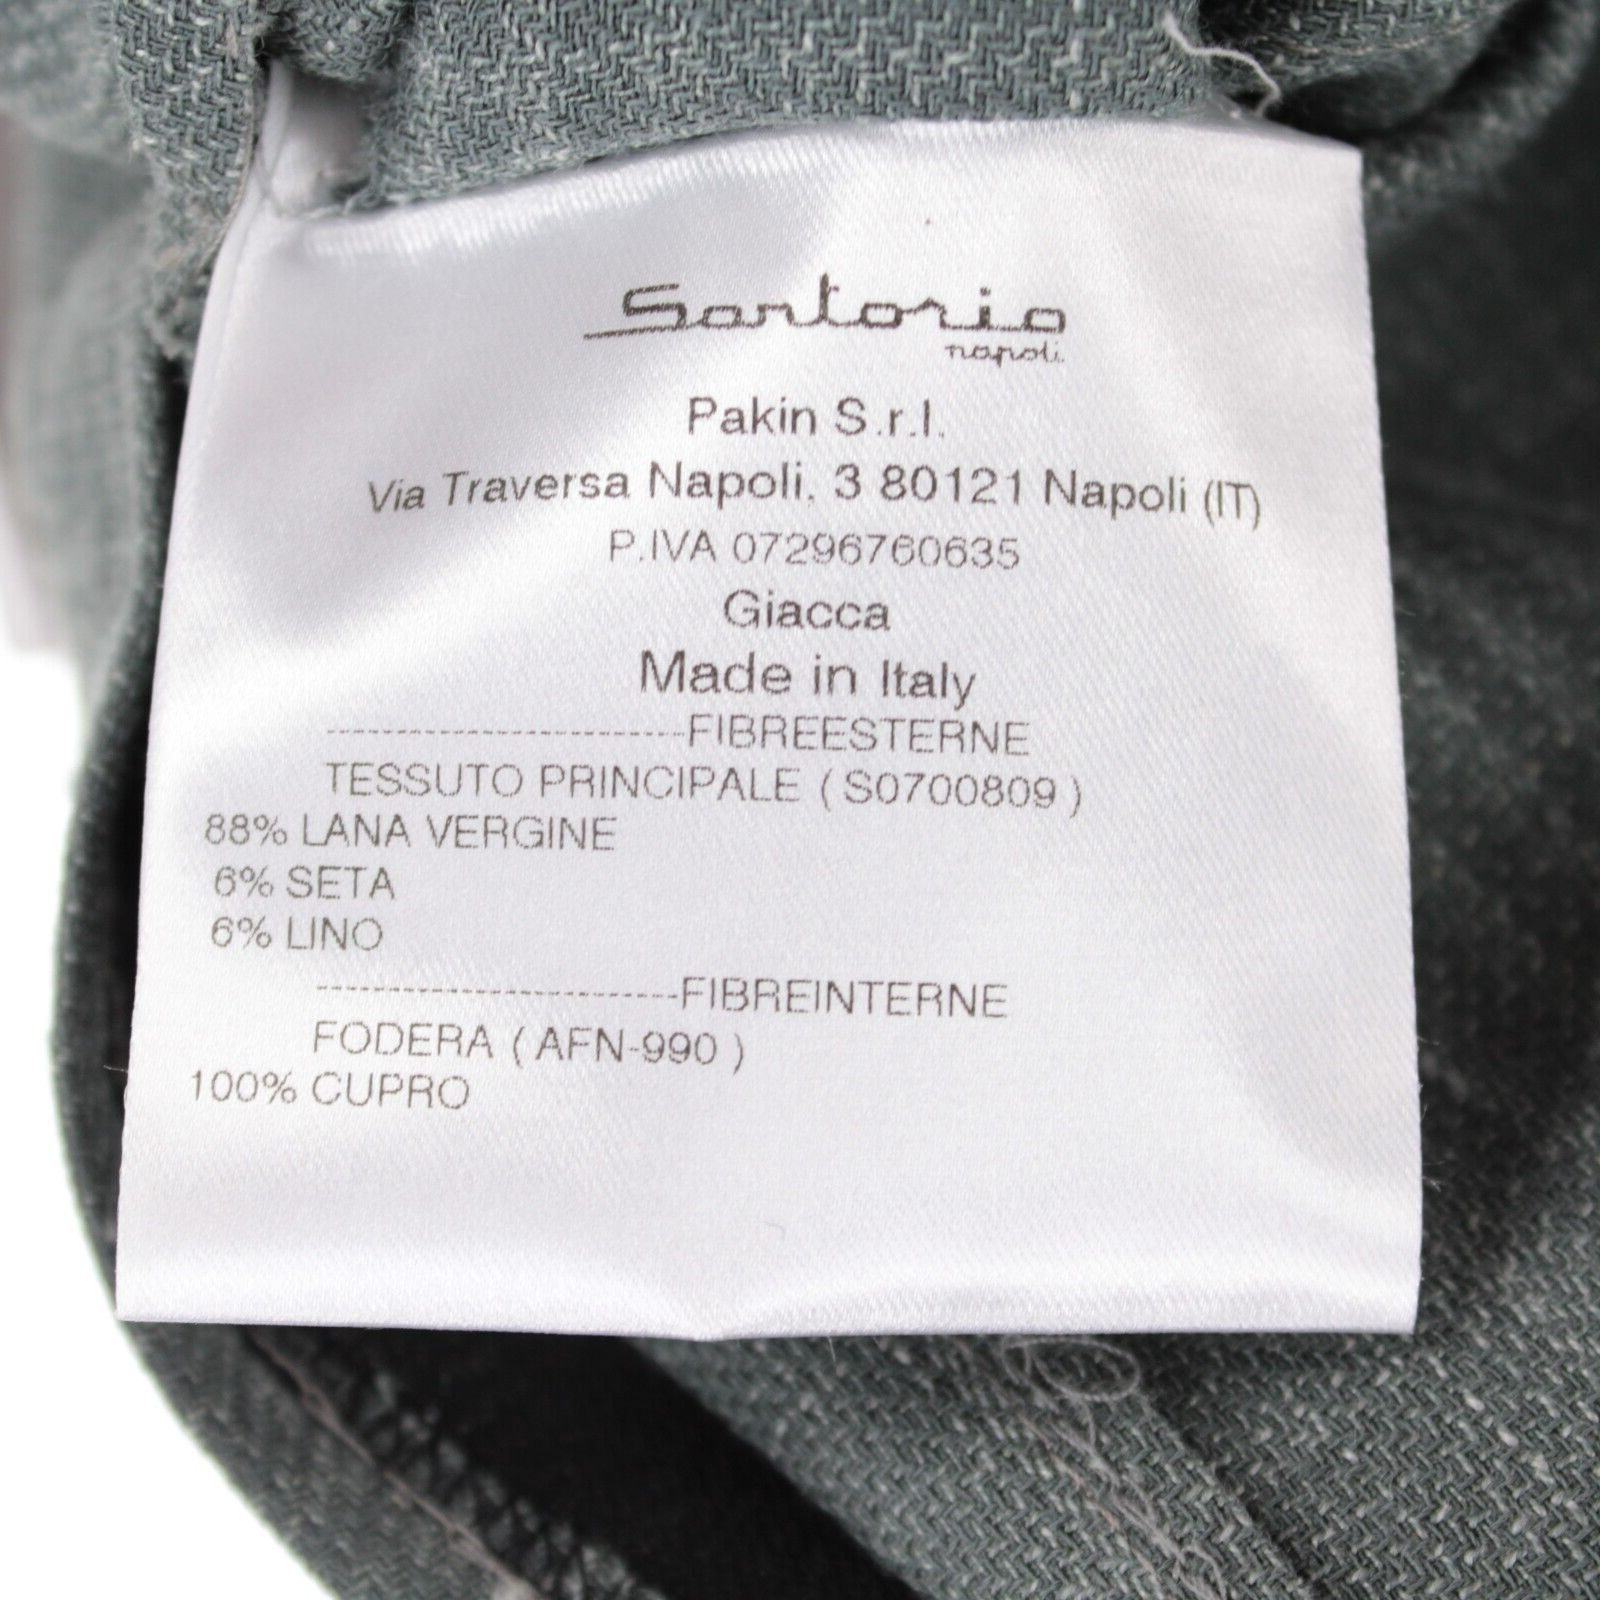 Sartorio
napoli
Pakin S.r.l.
Via Traversa Napoli, 3 80121 Napoli (IT)
P.IVA 07296760635
Giacca
Made in Italy
------------------------FIBREESTERNE
TESSUTO PRINCIPALE ( S0700809 )
88% LANA VERGINE
6% SETA
6% LINO
------------------------FIBREINTERNE
FODERA ( AFN-990 )
100% CUPRO